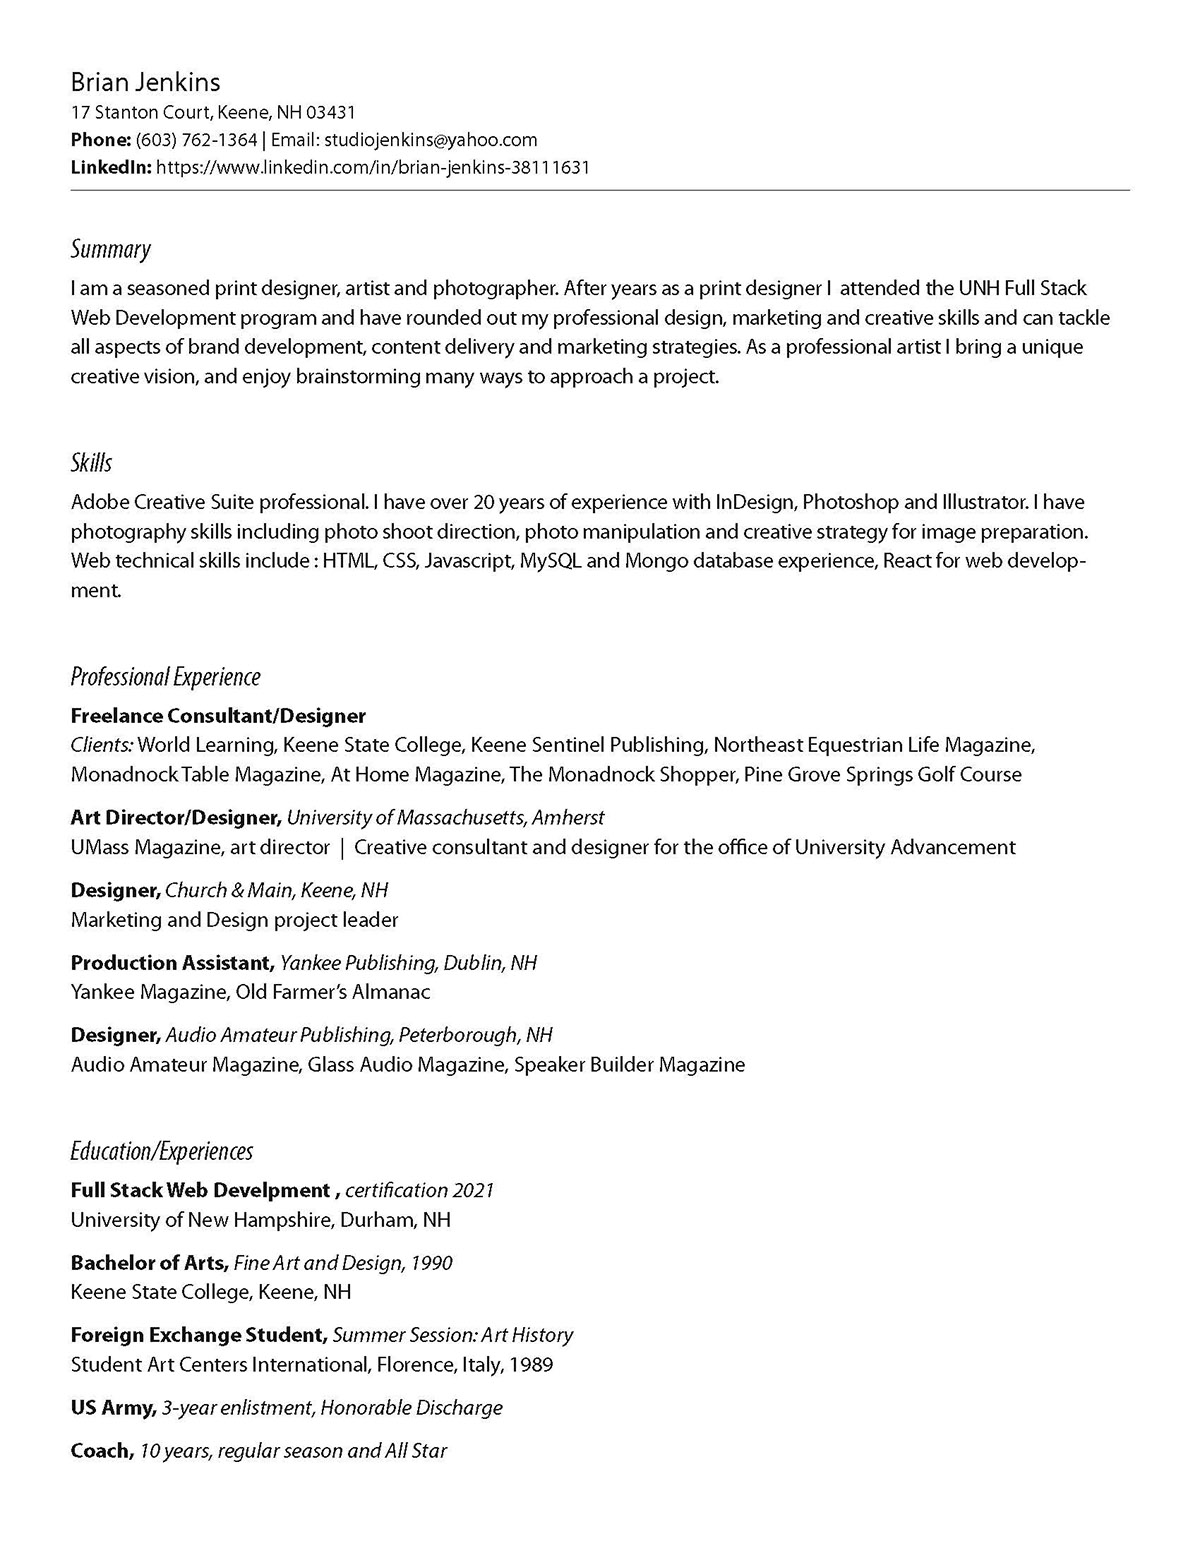 Brian Jenkins
17 Stanton Court, Keene, NH 03431
Phone: (603) 762-1364 | Email: studiojenkins@yahoo.com
LinkedIn: https://www.linkedin.com/in/brian-jenkins-38111631
Summary
I am a seasoned print designer, artist and photographer. After years as a print designer I  attended the UNH Full Stack
Web Development program and have rounded out my professional design, marketing and creative skills and can tackle
all aspects of brand development, content delivery and marketing strategies. As a professional artist I bring a unique
creative vision, and enjoy brainstorming many ways to approach a project.
Skills
Adobe Creative Suite professional. I have over 20 years of experience with InDesign, Photoshop and Illustrator. I have
photography skills including photo shoot direction, photo manipulation and creative strategy for image preparation.
Web technical skills include : HTML, CSS, Javascript, MySQL and Mongo database experience, React for web develop-
ment.
Professional Experience
Freelance Consultant/Designer
Clients: World Learning, Keene State College, Keene Sentinel Publishing, Northeast Equestrian Life Magazine,
Monadnock Table Magazine, At Home Magazine, The Monadnock Shopper, Pine Grove Springs Golf Course
Art Director/Designer, University of Massachusetts, Amherst
UMass Magazine, art director | Creative consultant and designer for the office of University Advancement
Designer, Church & Main, Keene, NH
Marketing and Design project leader
Production Assistant, Yankee Publishing, Dublin, NH
Yankee Magazine, Old Farmer's Almanac
Designer, Audio Amateur Publishing, Peterborough, NH
Audio Amateur Magazine, Glass Audio Magazine, Speaker Builder Magazine
Education/Experiences
Full Stack Web Develpment , certification 2021
University of New Hampshire, Durham, NH
Bachelor of Arts, Fine Art and Design, 1990
Keene State College, Keene, NH
Foreign Exchange Student, Summer Session: Art History
Student Art Centers International, Florence, Italy, 1989
US Army, 3-year enlistment, Honorable Discharge
Coach, 10 years, regular season and All Star